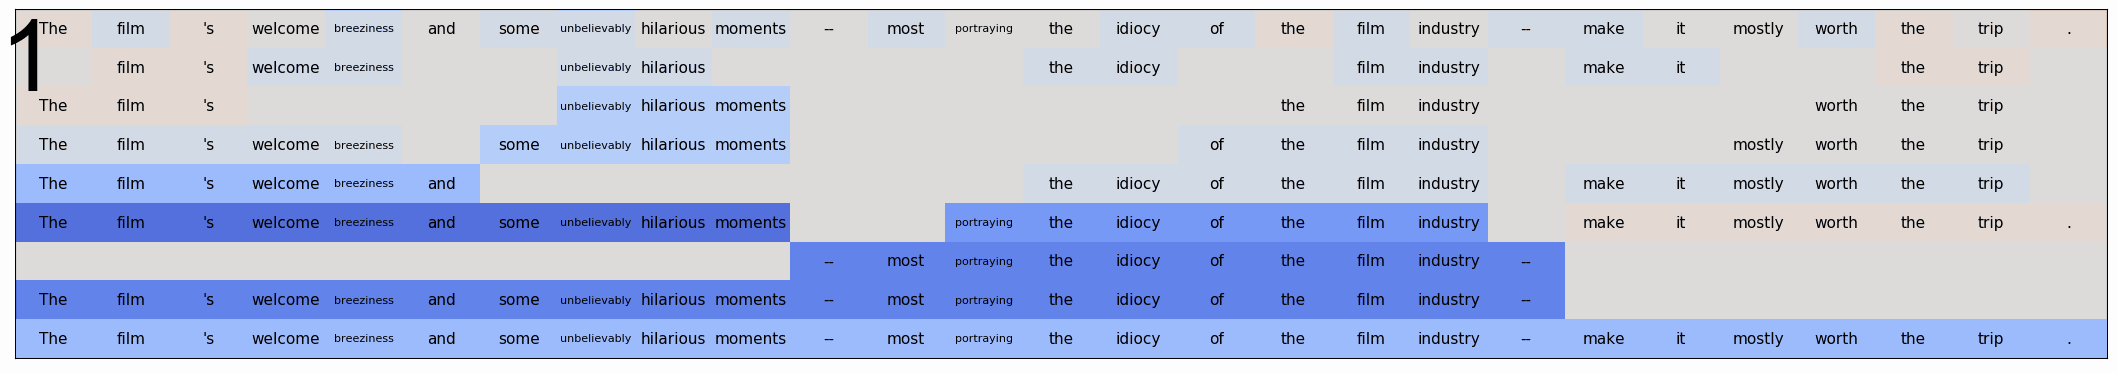 1
The film 's welcome breeziness and some unbelievably hilarious moments -- most portraying the idiocy of the film industry -- make it mostly worth the trip .
film 's welcome breeziness unbelievably hilarious the idiocy film industry make it the trip
The film 's unbelievably hilarious moments the film industry worth the trip
The film 's welcome breeziness some unbelievably hilarious moments of the film industry mostly worth the trip
The film 's welcome breeziness and the idiocy of the film industry make it mostly worth the trip
The film 's welcome breeziness and some unbelievably hilarious moments portraying the idiocy of the film industry make it mostly worth the trip .
-- most portraying the idiocy of the film industry --
The film 's welcome breeziness and some unbelievably hilarious moments -- most portraying the idiocy of the film industry --
The film 's welcome breeziness and some unbelievably hilarious moments -- most portraying the idiocy of the film industry -- make it mostly worth the trip .